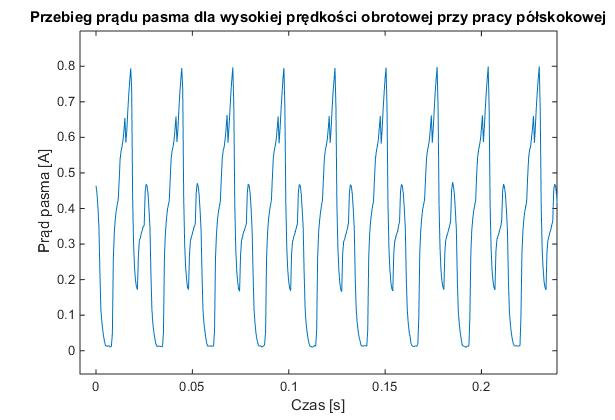 Przebieg prądu pasma dla wysokiej prędkości obrotowej przy pracy półskokowej
0.8
0.7
0.6
0.5
0.4
0.3
0.2
0.1
0
Prąd pasma [A]
0 0.05 0.1 0.15 0.2
Czas [s]